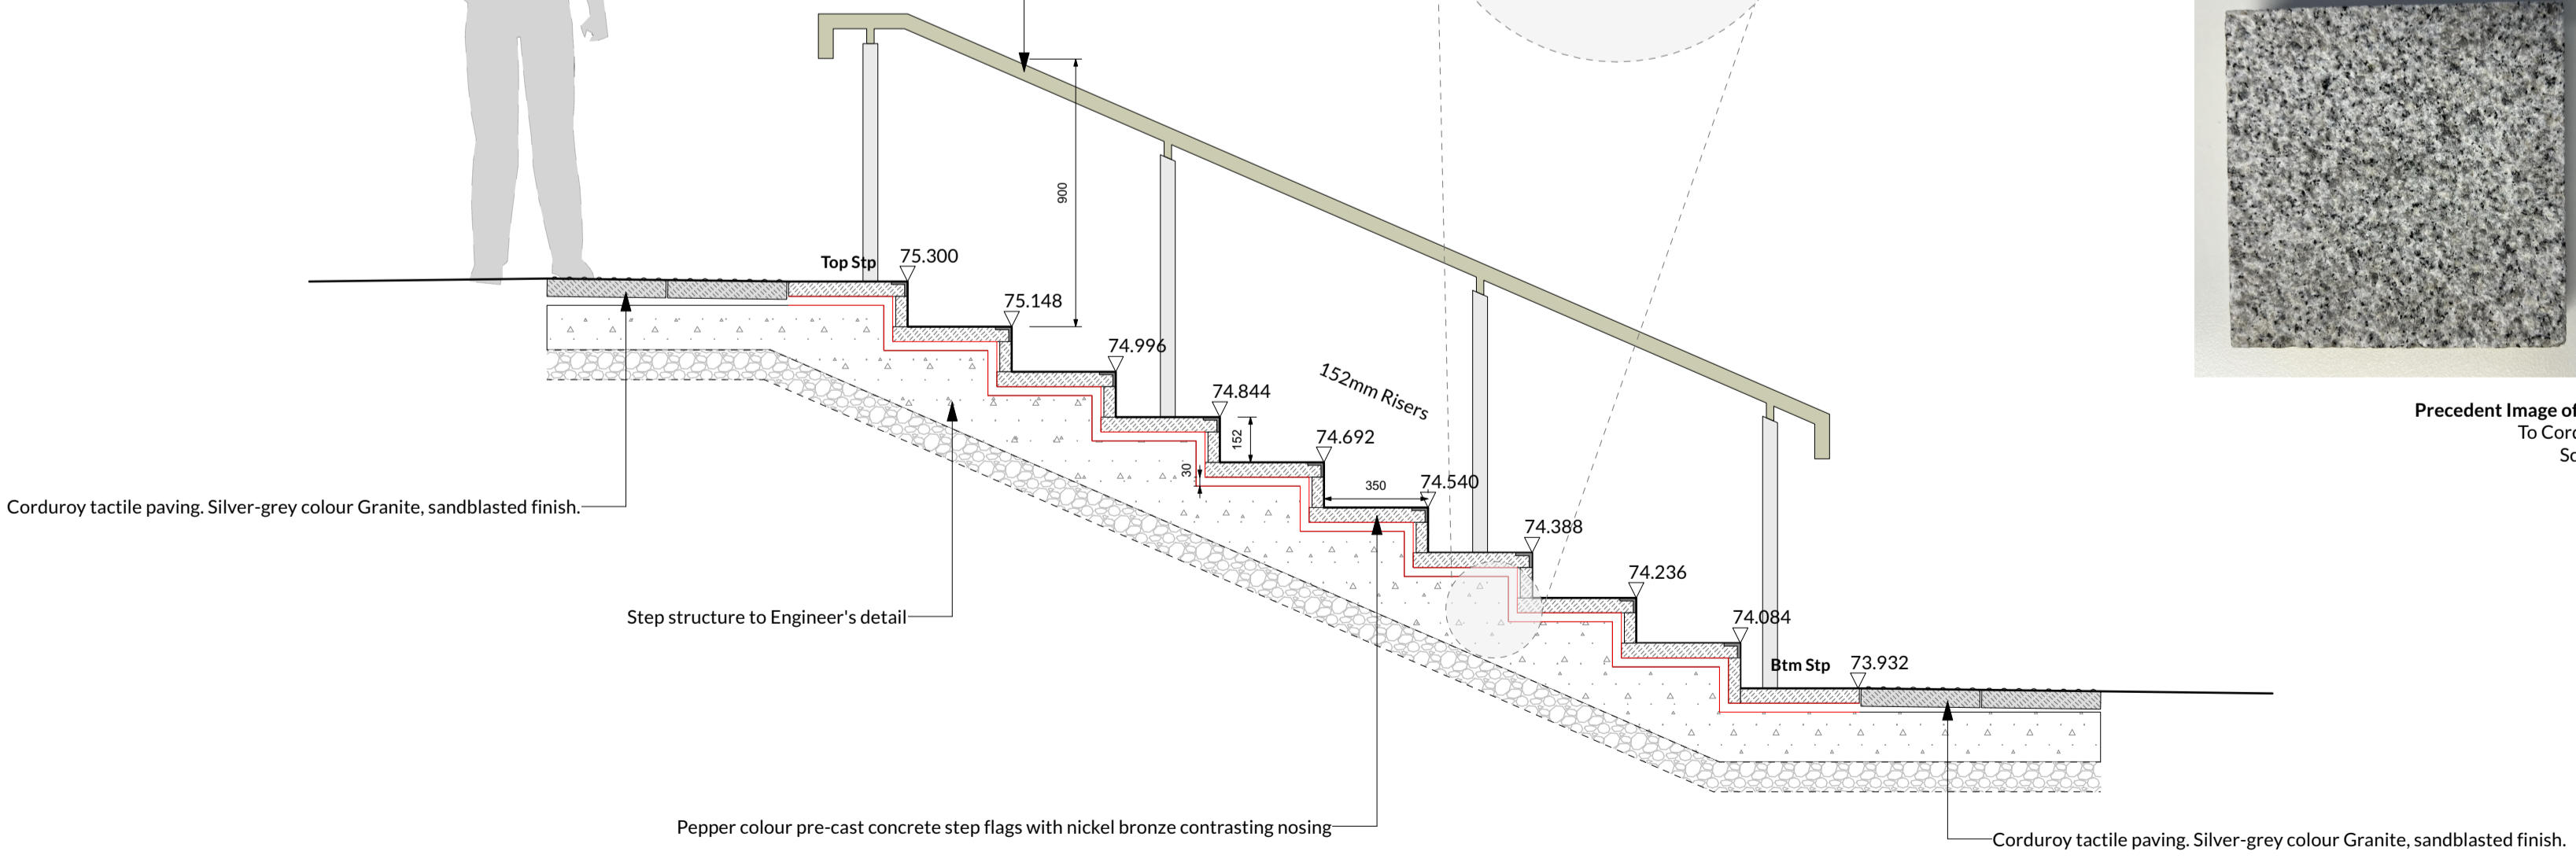 900
Top Stp
75.300
75.148
74.996
74.844
152
30
152mm Risers
74.692
350
74.540
74.388
74.236
74.084
Btm Stp
73.932
Corduroy tactile paving. Silver-grey colour Granite, sandblasted finish.
Step structure to Engineer's detail
Pepper colour pre-cast concrete step flags with nickel bronze contrasting nosing
Corduroy tactile paving. Silver-grey colour Granite, sandblasted finish.
Precedent Image of
To